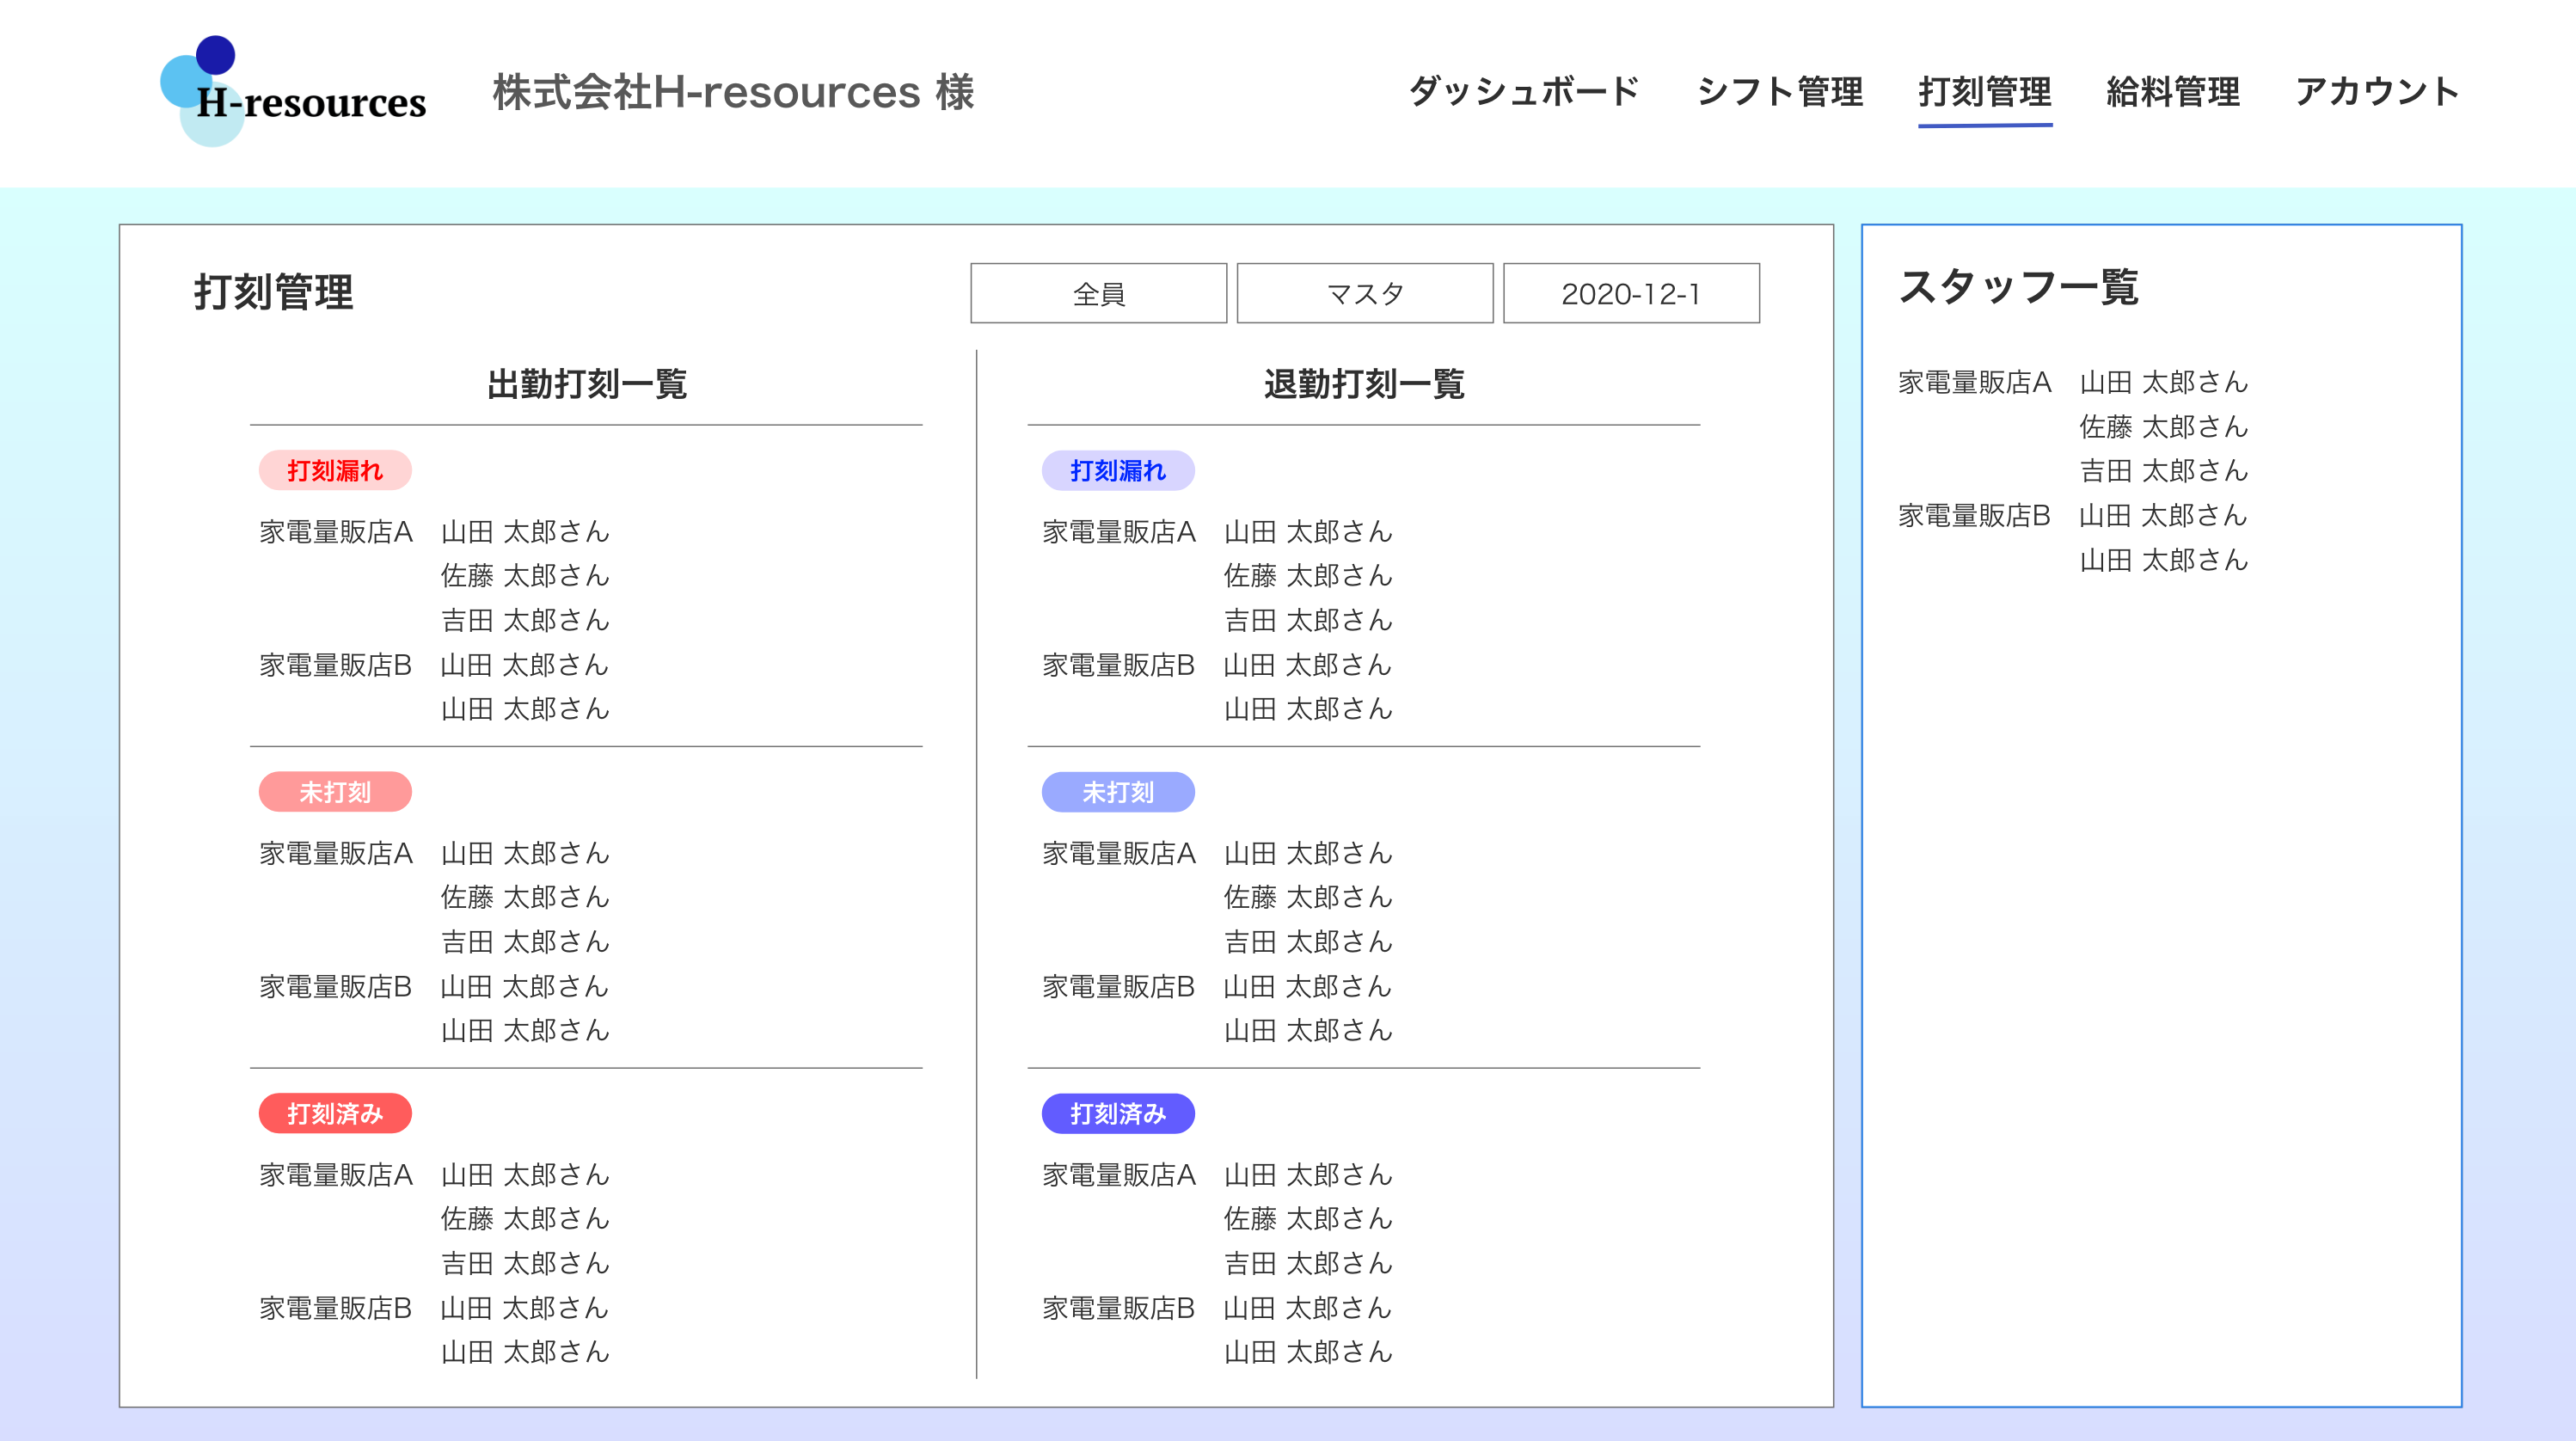 H-resources
株式会社H-resources 様
ダッシュボード シフト管理 打刻管理 給料管理 アカウント
打刻管理
全員
マスタ
2020-12-1
出勤打刻一覧
打刻漏れ
家電量販店A 山田 太郎さん
佐藤 太郎さん
吉田 太郎さん
家電量販店B 山田 太郎さん
山田 太郎さん
未打刻
家電量販店A 山田 太郎さん
佐藤 太郎さん
吉田 太郎さん
家電量販店B 山田 太郎さん
山田 太郎さん
打刻済み
家電量販店A 山田 太郎さん
佐藤 太郎さん
吉田 太郎さん
家電量販店B 山田 太郎さん
山田 太郎さん
退勤打刻一覧
打刻漏れ
家電量販店A 山田 太郎さん
佐藤 太郎さん
吉田 太郎さん
家電量販店B 山田 太郎さん
山田 太郎さん
未打刻
家電量販店A 山田 太郎さん
佐藤 太郎さん
吉田 太郎さん
家電量販店B 山田 太郎さん
山田 太郎さん
打刻済み
家電量販店A 山田 太郎さん
佐藤 太郎さん
吉田 太郎さん
家電量販店B 山田 太郎さん
山田 太郎さん
スタッフ一覧
家電量販店A 山田 太郎さん
佐藤 太郎さん
吉田 太郎さん
家電量販店B 山田 太郎さん
山田 太郎さん